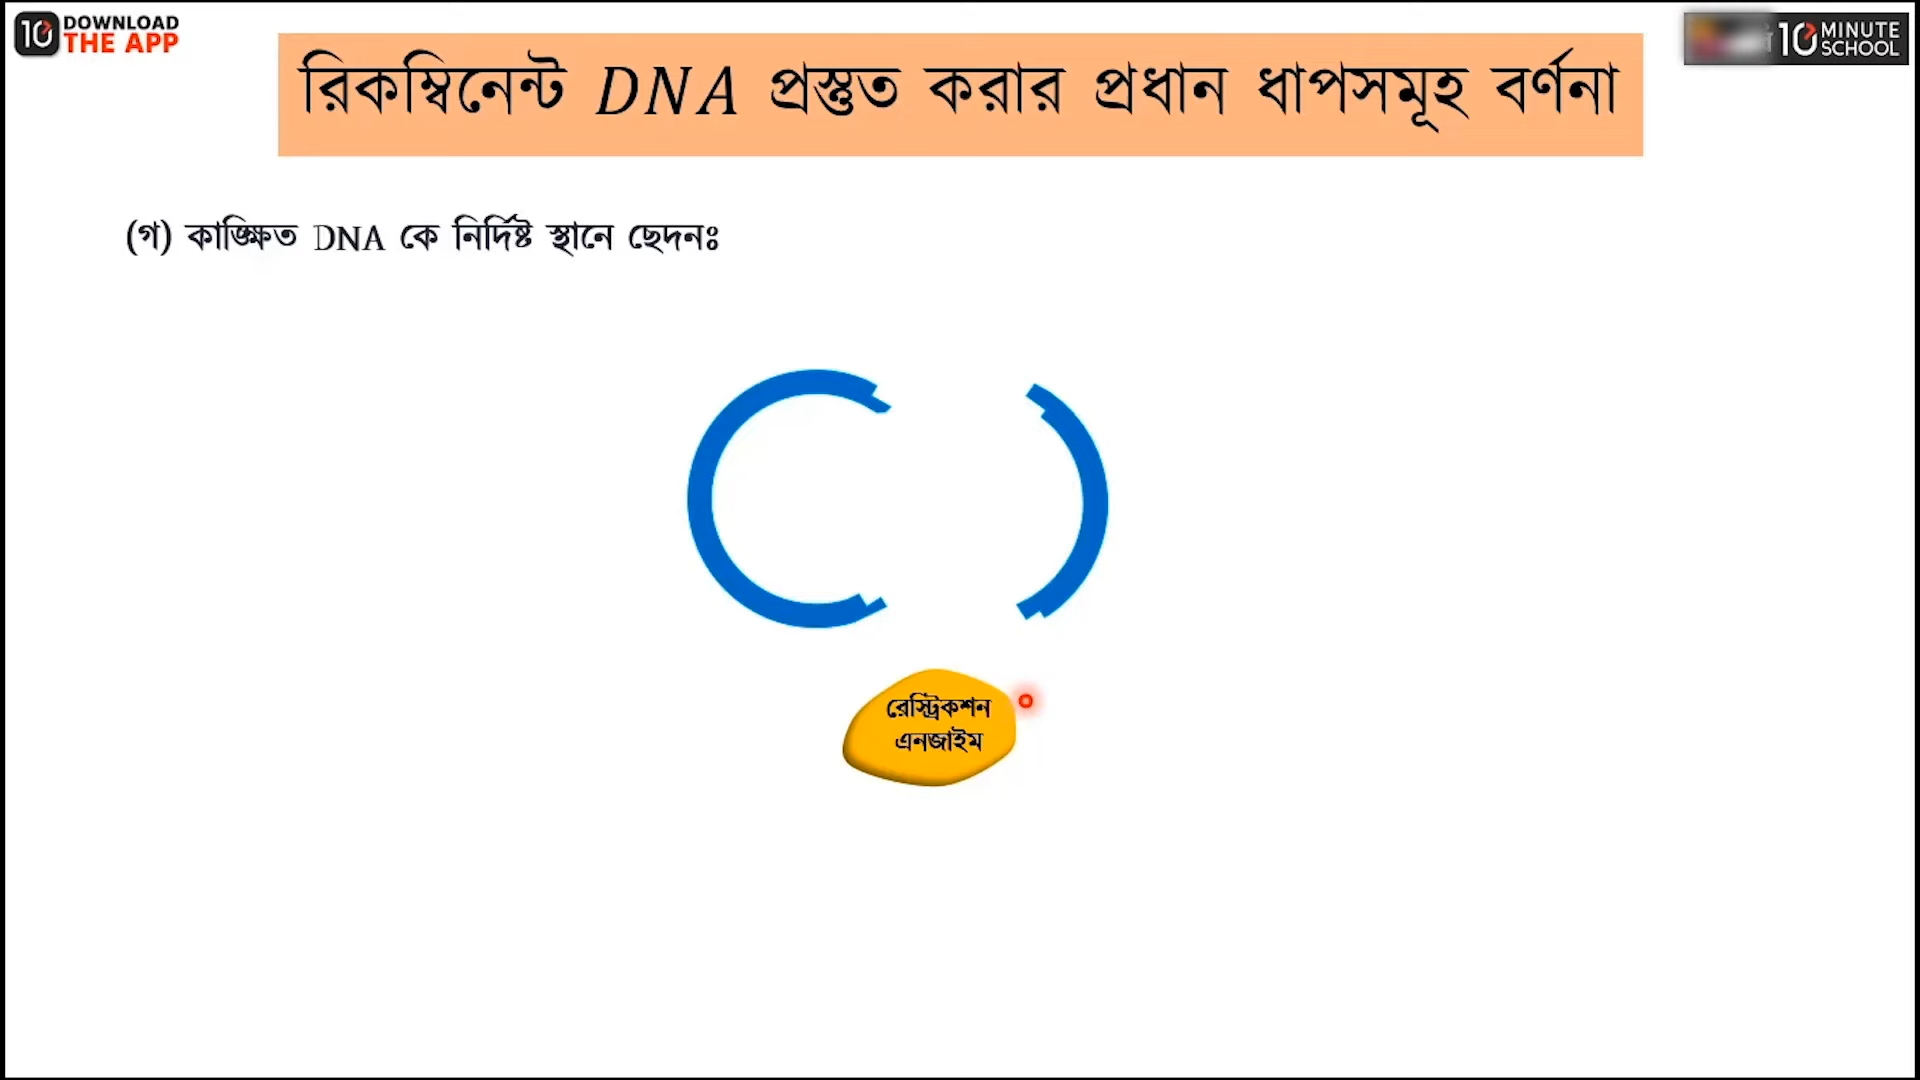 10 DOWNLOAD
THE APP
10 MINUTE
SCHOOL
রিকম্বিনেন্ট DNA প্রস্তুত করার প্রধান ধাপসমূহ বর্ণনা
(গ) কাঙ্ক্ষিত DNA কে নির্দিষ্ট স্থানে ছেদনঃ
রেস্ট্রিকশন
এনজাইম